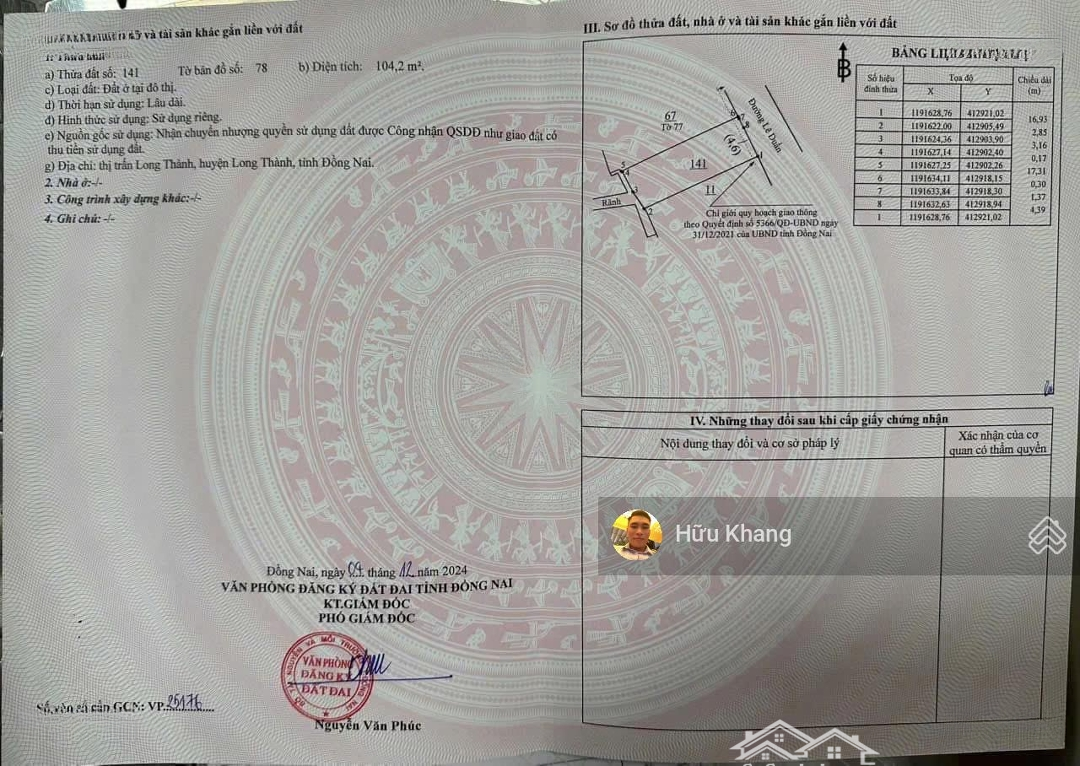 và tài sản khác gắn liền với đất
a) Thửa đất số: 141 Tờ bản đồ số: 78 b) Diện tích: 104,2 m².
c) Loại đất: Đất ở tại đô thị.
d) Thời hạn sử dụng: Lâu dài.
đ) Hình thức sử dụng: Sử dụng riêng.
e) Nguồn gốc sử dụng: Nhận chuyển nhượng quyền sử dụng đất được Công nhận QSDĐ như giao đất có
thu tiền sử dụng đất.
g) Địa chỉ: thị trấn Long Thành, huyện Long Thành, tỉnh Đồng Nai.
2. Nhà ở:-/-
3. Công trình xây dựng khác:-/-
4. Ghi chú: -/-
Đồng Nai, ngày 04 tháng 12 năm 2024
VĂN PHÒNG ĐĂNG KÝ ĐẤT ĐAI TỈNH ĐỒNG NAI
KT.GIÁM ĐỐC
PHÓ GIÁM ĐỐC
VĂN PHÒNG
ĐĂNG KÝ
ĐẤT ĐAI
Nguyễn Văn Phúc
GCN: VP.25176
III. Sơ đồ thửa đất, nhà ở và tài sản khác gắn liền với đất
B
67
Tờ 77
Đường Lê Duẩn
(4,6)
141
11
5
4
3
2
1
6
7
8
Rãnh
Chỉ giới quy hoạch giao thông
theo Quyết định số 5366/QĐ-UBND ngày
31/12/2021 của UBND tỉnh Đồng Nai
BẢNG
Số hiệu đỉnh thửa Tọa độ Chiều dài (m)
X Y
1 1191628,76 412921,02
16,93
2 1191622,00 412905,49
2,85
3 1191624,36 412903,90
3,16
4 1191627,14 412902,40
0,17
5 1191627,25 412902,26
17,31
6 1191634,11 412918,15
0,30
7 1191633,84 412918,30
1,37
8 1191632,63 412918,94
4,39
1 1191628,76 412921,02
IV. Những thay đổi sau khi cấp giấy chứng nhận
Nội dung thay đổi và cơ sở pháp lý
Xác nhận của cơ
quan có thẩm quyền
Hữu Khang